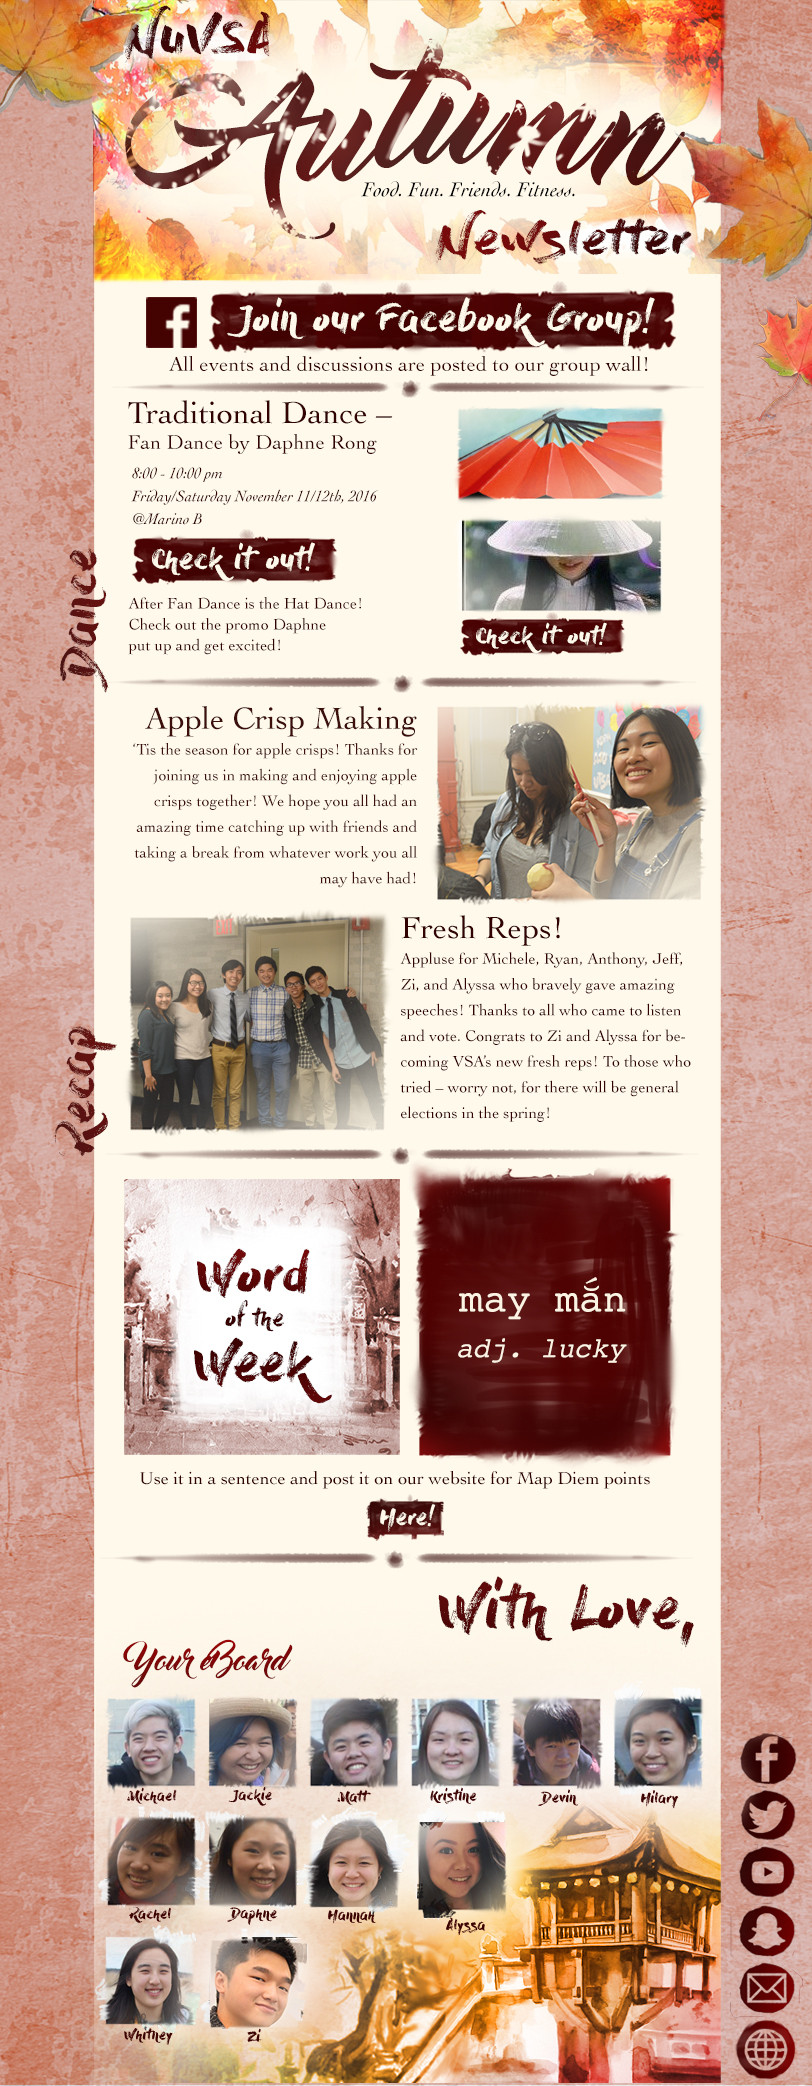 NUVSA
Autumn
Food. Fun. Friends. Fitness.
Newsletter
Join our Facebook Group!
All events and discussions are posted to our group wall!
Dance
Traditional Dance –
Fan Dance by Daphne Rong
8:00 - 10:00 pm
Friday/Saturday November 11/12th, 2016
@Marino B
Check it out!
After Fan Dance is the Hat Dance!
Check out the promo Daphne
put up and get excited!
Check it out!
Recap
Apple Crisp Making
‘Tis the season for apple crisps! Thanks for
joining us in making and enjoying apple
crisps together! We hope you all had an
amazing time catching up with friends and
taking a break from whatever work you all
may have had!
Fresh Reps!
Appluse for Michele, Ryan, Anthony, Jeff,
Zi, and Alyssa who bravely gave amazing
speeches! Thanks to all who came to listen
and vote. Congrats to Zi and Alyssa for be-
coming VSA’s new fresh reps! To those who
tried – worry not, for there will be general
elections in the spring!
Word
of the
Week
may mắn
adj. lucky
Use it in a sentence and post it on our website for Map Diem points
Here!
With Love,
Your Board
Michael Jackie Matt Kristine Devin Hilary
Rachel Daphne Hannah Alyssa
Whitney Zi